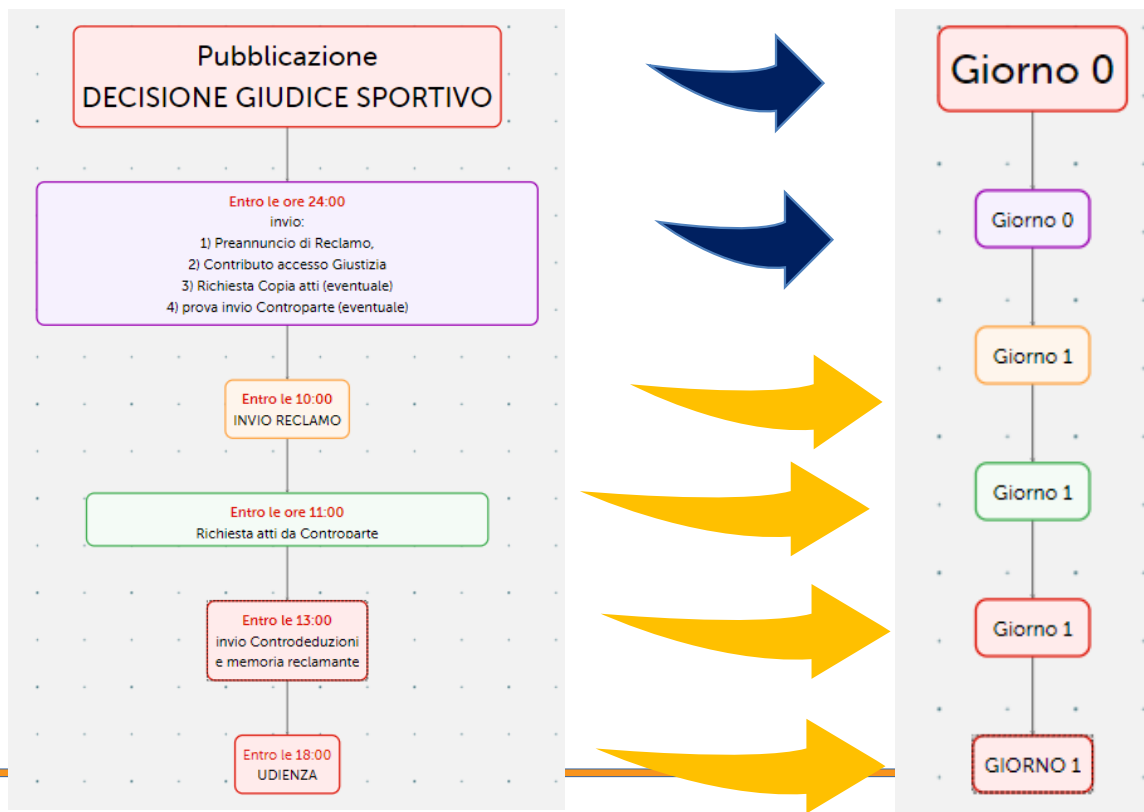 Pubblicazione
DECISIONE GIUDICE SPORTIVO
Entro le ore 24:00
invio:
1) Preannuncio di Reclamo,
2) Contributo accesso Giustizia
3) Richiesta Copia atti (eventuale)
4) prova invio Controparte (eventuale)
Entro le 10:00
INVIO RECLAMO
Entro le ore 11:00
Richiesta atti da Controparte
Entro le 13:00
invio Controdeduzioni
e memoria reclamante
Entro le 18:00
UDIENZA
Giorno 0
Giorno 0
Giorno 1
Giorno 1
Giorno 1
GIORNO 1